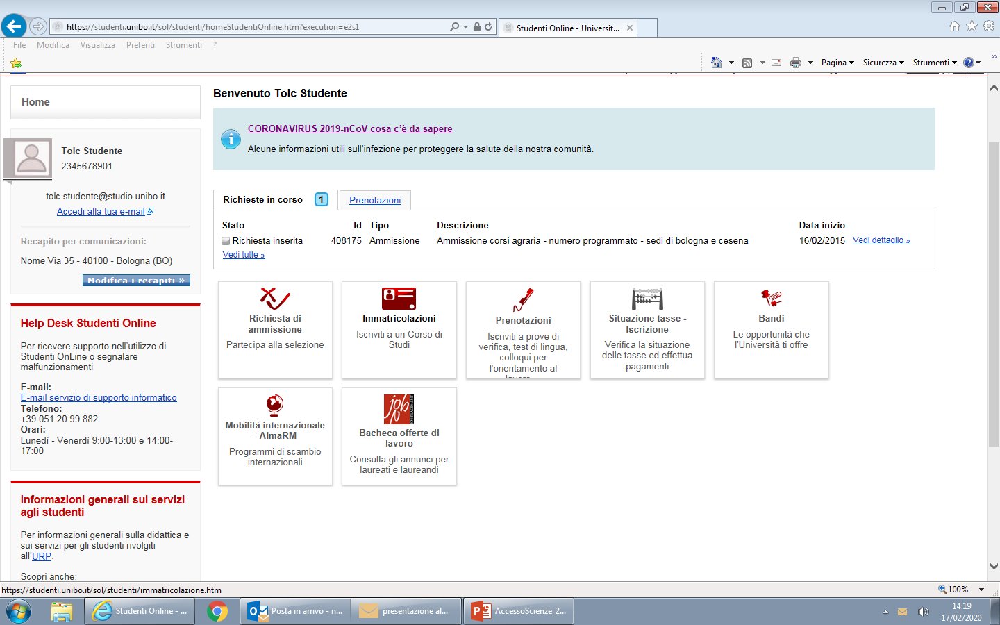 https://studenti.unibo.it/sol/studenti/homeStudentiOnline.htm?execution=e2s1
Studenti Online - Universit...
File Modifica Visualizza Preferiti Strumenti ?
Pagina Sicurezza Strumenti
Home
Tolc Studente
2345678901
tolc.studente@studio.unibo.it
Accedi alla tua e-mail
Recapito per comunicazioni:
Nome Via 35 - 40100 - Bologna (BO)
Modifica i recapiti »
Help Desk Studenti Online
Per ricevere supporto nell'utilizzo di
Studenti OnLine o segnalare
malfunzionamenti
E-mail:
E-mail servizio di supporto informatico
Telefono:
+39 051 20 99 882
Orari:
Lunedì - Venerdì 9:00-13:00 e 14:00-
17:00
Informazioni generali sui servizi
agli studenti
Per informazioni generali sulla didattica e
sui servizi per gli studenti rivolgiti
all'URP.
Scopri anche:
Benvenuto Tolc Studente
CORONAVIRUS 2019-nCoV cosa c'è da sapere
Alcune informazioni utili sull'infezione per proteggere la salute della nostra comunità.
Richieste in corso 1 Prenotazioni
Stato Id Tipo Descrizione Data inizio
Richiesta inserita 408175 Ammissione Ammissione corsi agraria - numero programmato - sedi di bologna e cesena 16/02/2015 Vedi dettaglio »
Vedi tutte »
Richiesta di
ammissione
Partecipa alla selezione
Immatricolazioni
Iscriviti a un Corso di
Studi
Prenotazioni
Iscriviti a prove di
verifica, test di lingua,
colloqui per
l'orientamento al
Situazione tasse -
Iscrizione
Verifica la situazione
delle tasse ed effettua
pagamenti
Bandi
Le opportunità che
l'Università ti offre
Mobilità internazionale
- AlmaRM
Programmi di scambio
internazionali
job
JOB PLACEMENT
Bacheca offerte di
lavoro
Consulta gli annunci per
laureati e laureandi
https://studenti.unibo.it/sol/studenti/immatricolazione.htm
100%
Studenti Online - ...
Posta in arrivo - n...
presentazione al...
AccessoScienze_2...
14:19
17/02/2020